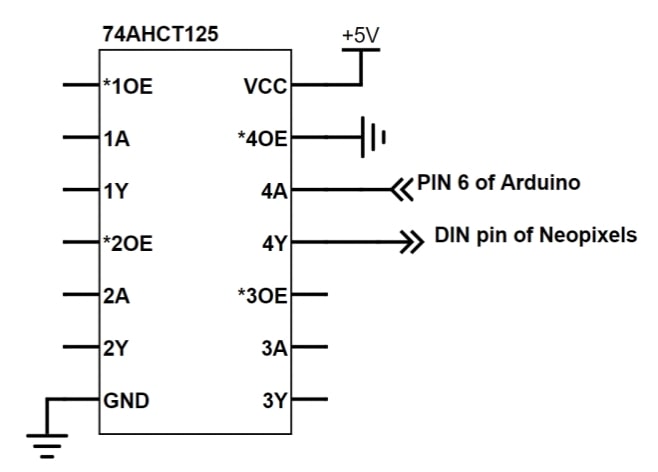 74AHCT125
+5V
*1OE
VCC
1A
*4OE
1Y
4A
PIN 6 of Arduino
*2OE
4Y
DIN pin of Neopixels
2A
*3OE
2Y
3A
GND
3Y